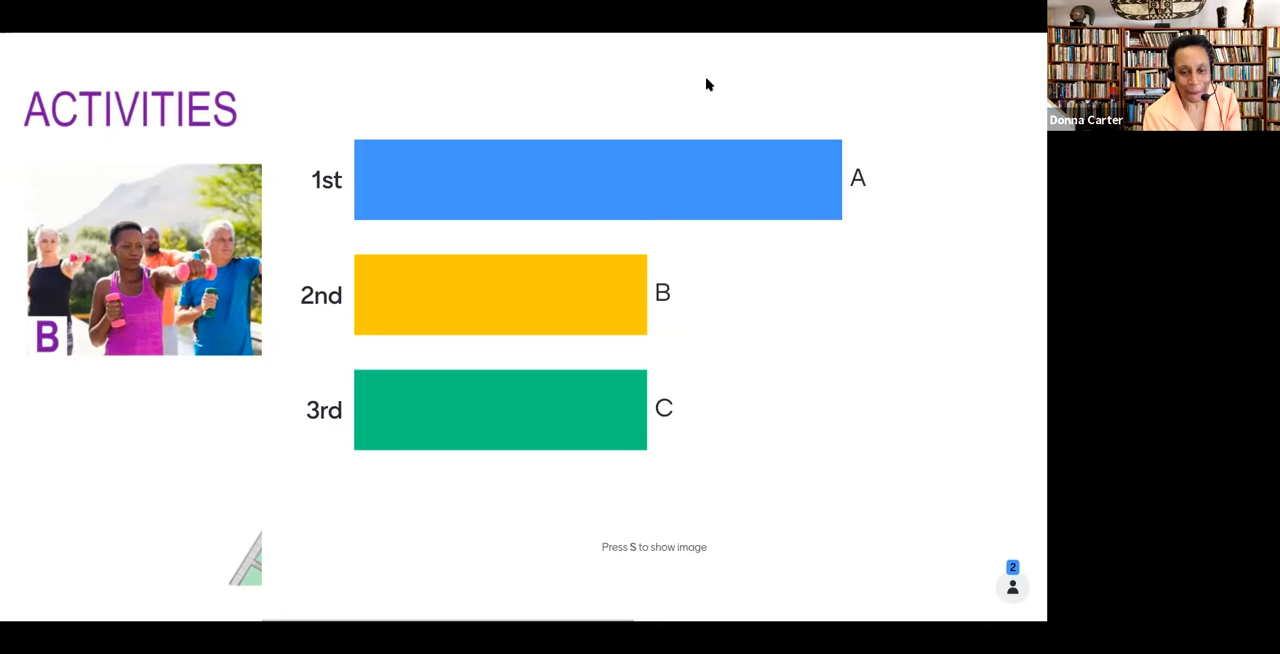 ACTIVITIES
1st
A
2nd
B
B
3rd
C
Press S to show image
2
Donna Carter